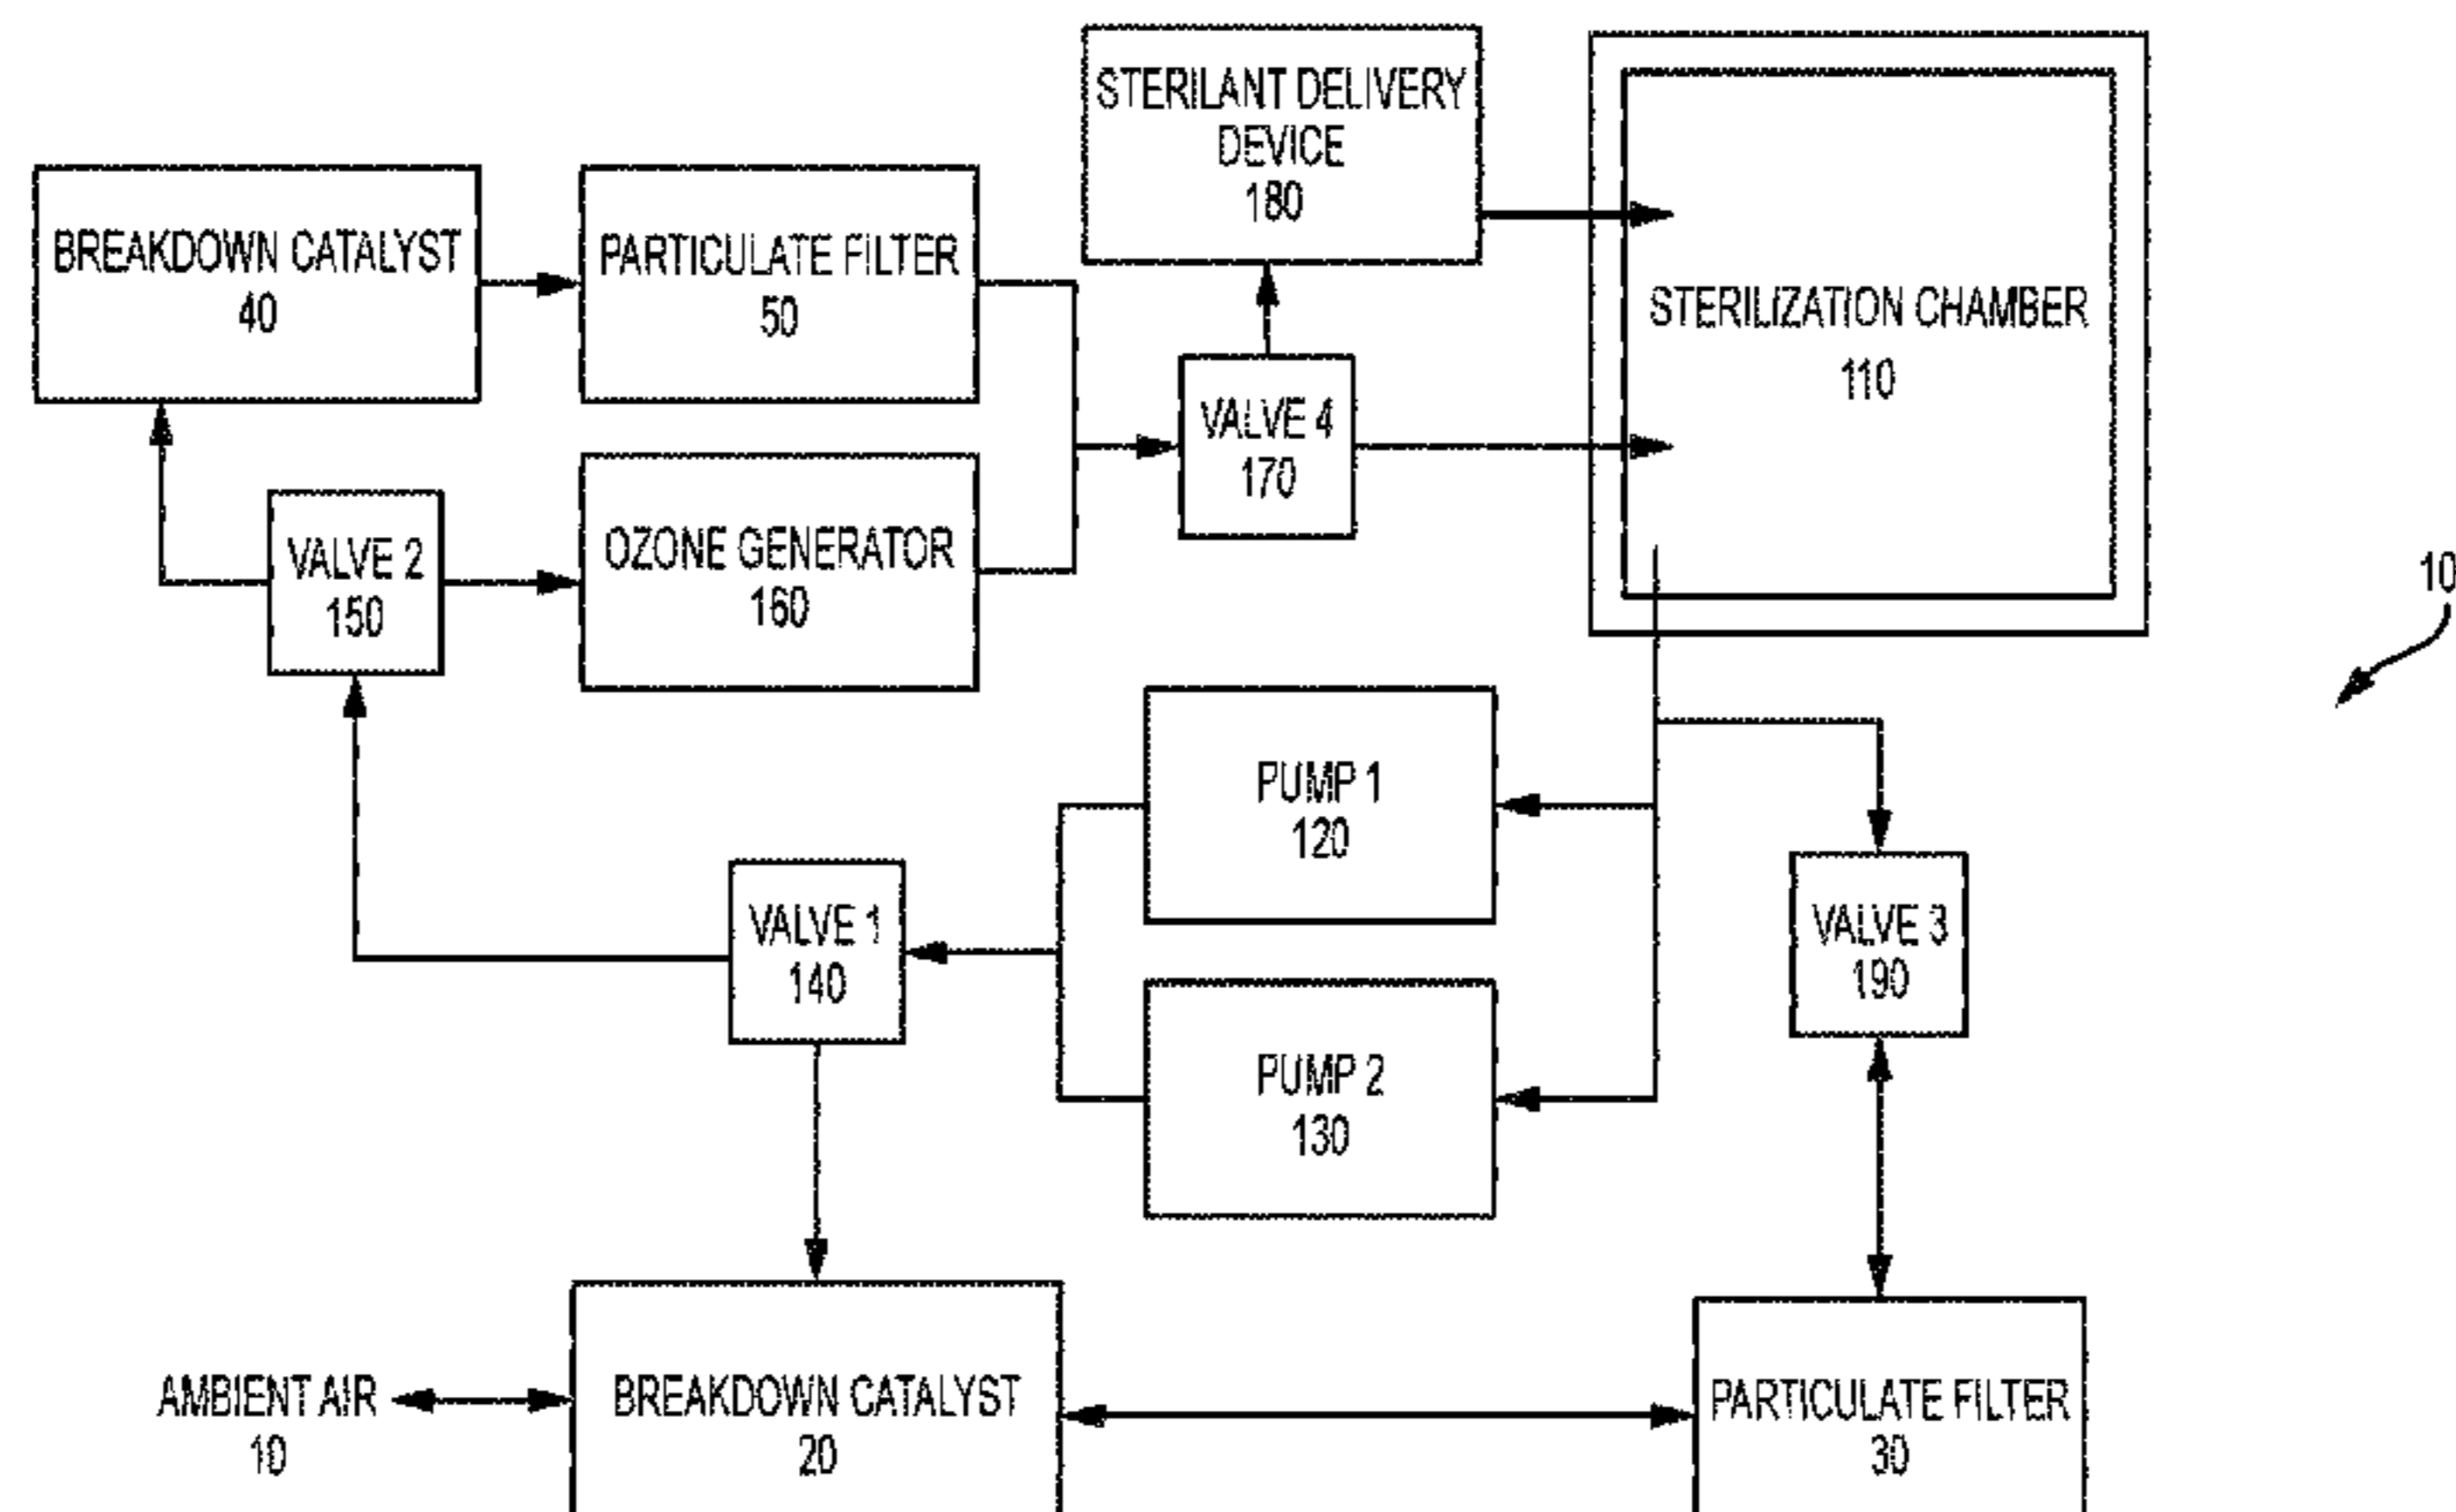 STERILANT DELIVERY
DEVICE
180
STERILIZATION CHAMBER
110
BREAKDOWN CATALYST
40
PARTICULATE FILTER
50
VALVE 4
170
VALVE 2
150
OZONE GENERATOR
160
10
PUMP 1
120
VALVE 1
140
VALVE 3
190
PUMP 2
130
AMBIENT AIR
10
BREAKDOWN CATALYST
20
PARTICULATE FILTER
30